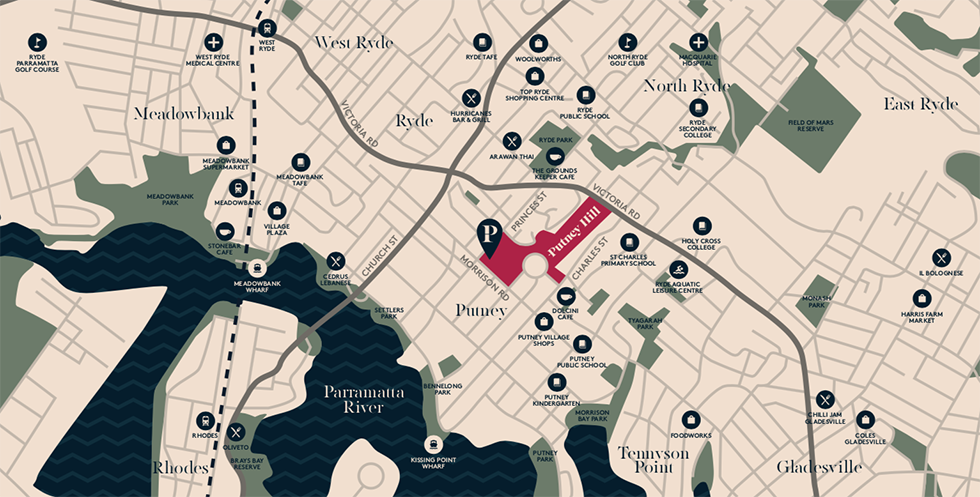 RYDE
PARRAMATTA
GOLF COURSE
WEST RYDE
MEDICAL CENTRE
WEST
RYDE
West Ryde
RYDE TAFE
WOOLWORTHS
NORTH RYDE
GOLF CLUB
MACQUARIE
HOSPITAL
North Ryde
East Ryde
TOP RYDE
SHOPPING CENTRE
RYDE
PUBLIC SCHOOL
RYDE
SECONDARY
COLLEGE
FIELD OF MARS
RESERVE
Meadowbank
VICTORIA RD
Ryde
HURRICANES
BAR & GRILL
ARAWAN THAI
RYDE PARK
THE GROUNDS
KEEPER CAFE
MEADOWBANK
SUPERMARKET
MEADOWBANK
TAFE
MEADOWBANK
PARK
MEADOWBANK
VILLAGE
PLAZA
STONEBAR
CAFE
MEADOWBANK
WHARF
CEDRUS
LEBANESE
CHURCH ST
P
PRINCES ST
Putney Hill
VICTORIA RD
CHARLES ST
MORRISON RD
ST CHARLES
PRIMARY SCHOOL
HOLY CROSS
COLLEGE
RYDE AQUATIC
LEISURE CENTRE
IL BOLOGNESE
HARRIS FARM
MARKET
MONASH
PARK
SETTLERS
PARK
Putney
DOLCINI
CAFE
TYAGARAH
PARK
PUTNEY VILLAGE
SHOPS
PUTNEY
PUBLIC SCHOOL
BENNELONG
PARK
PUTNEY
KINDERGARTEN
MORRISON
BAY PARK
Parramatta
River
RHODES
OLIVETO
BRAYS BAY
RESERVE
Rhodes
KISSING POINT
WHARF
PUTNEY
PARK
Tennyson
Point
FOODWORKS
CHILLI JAM
GLADESVILLE
COLES
GLADESVILLE
Gladesville